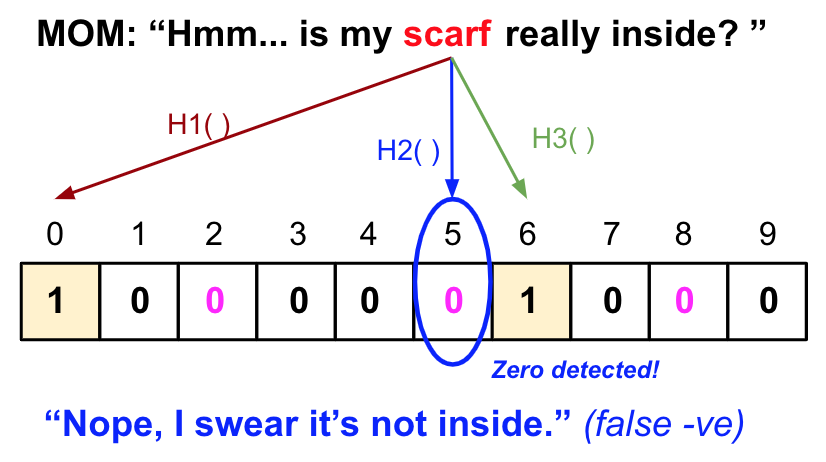 MOM: “Hmm... is my scarf really inside? ”
H1( )
H2( )
H3( )
0 1 2 3 4 5 6 7 8 9
1 0 0 0 0 0 1 0 0 0
Zero detected!
“Nope, I swear it’s not inside.” (false -ve)